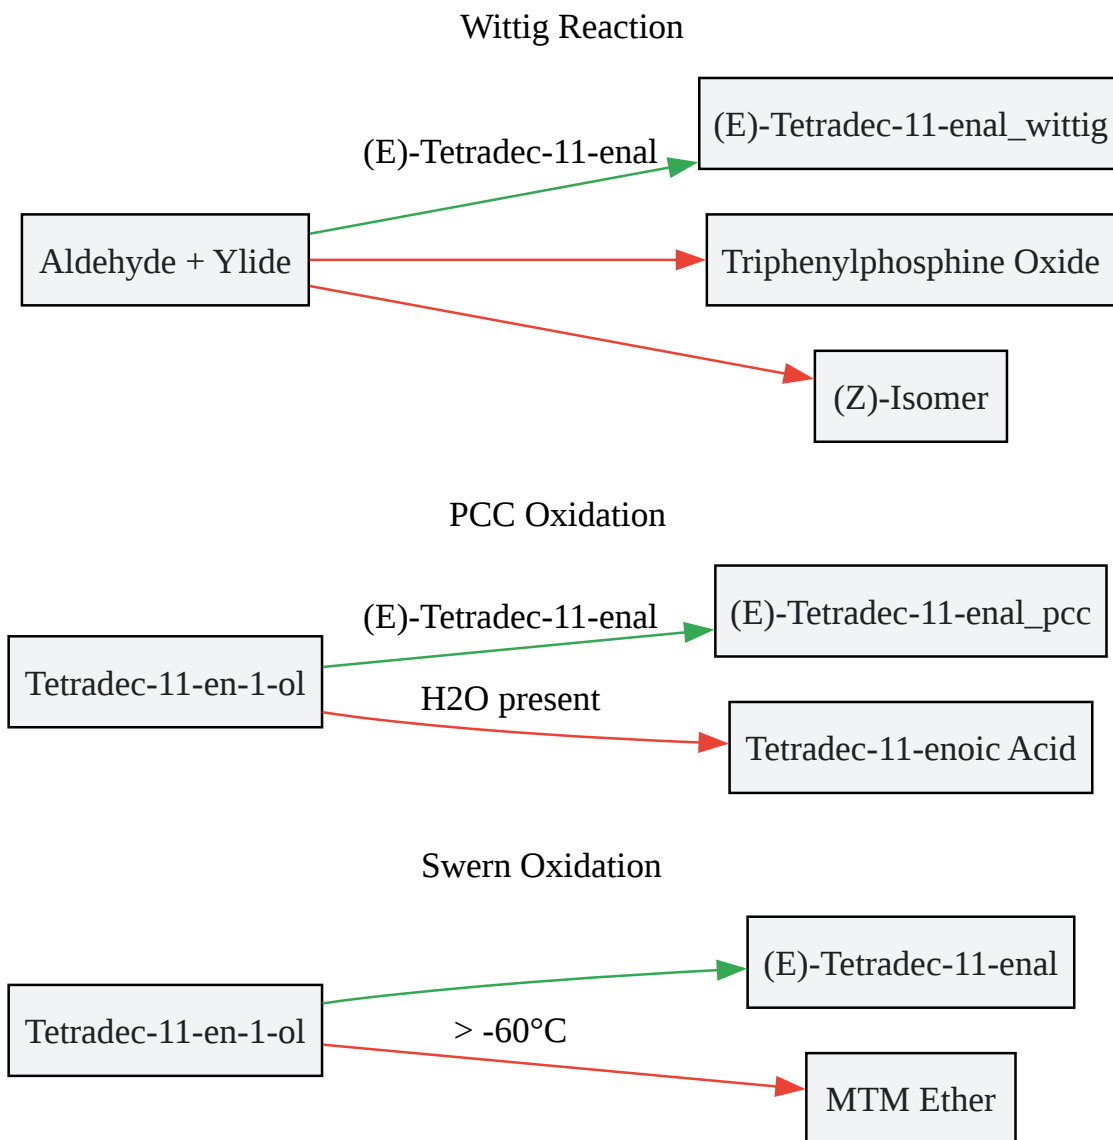 Wittig Reaction
(E)-Tetradec-11-enal_wittig
(E)-Tetradec-11-enal
Aldehyde + Ylide
Triphenylphosphine Oxide
(Z)-Isomer
PCC Oxidation
(E)-Tetradec-11-enal
(E)-Tetradec-11-enal_pcc
Tetradec-11-en-1-ol
H2O present
Tetradec-11-enoic Acid
Swern Oxidation
(E)-Tetradec-11-enal
Tetradec-11-en-1-ol
> -60°C
MTM Ether